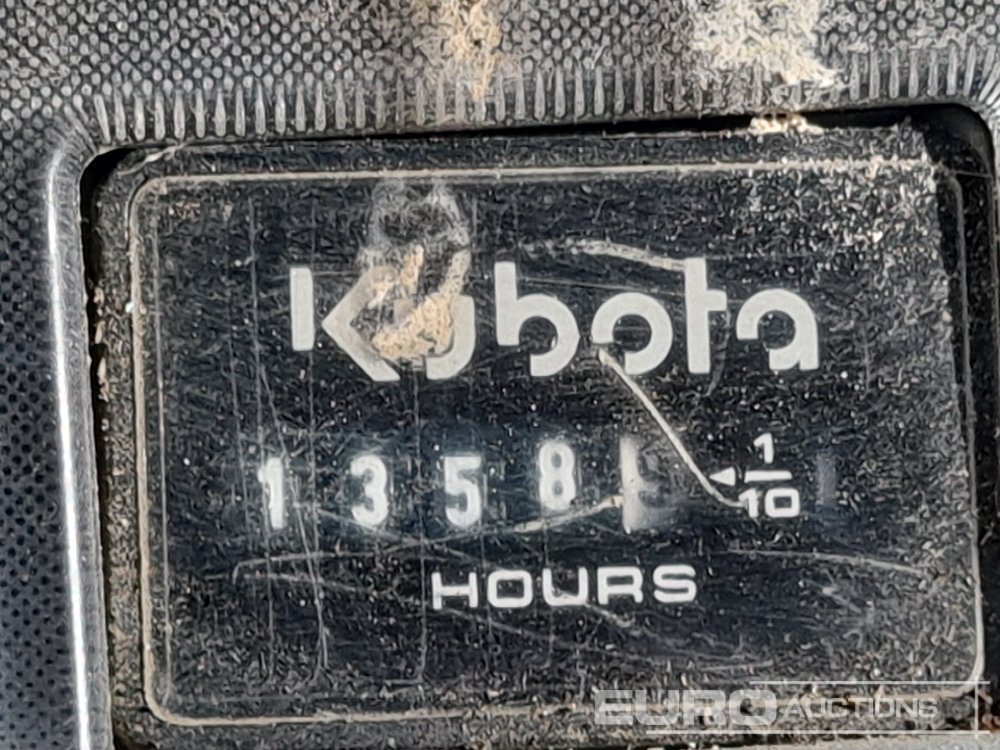 Kubota
1358
1/10
HOURS
EURO AUCTIONS